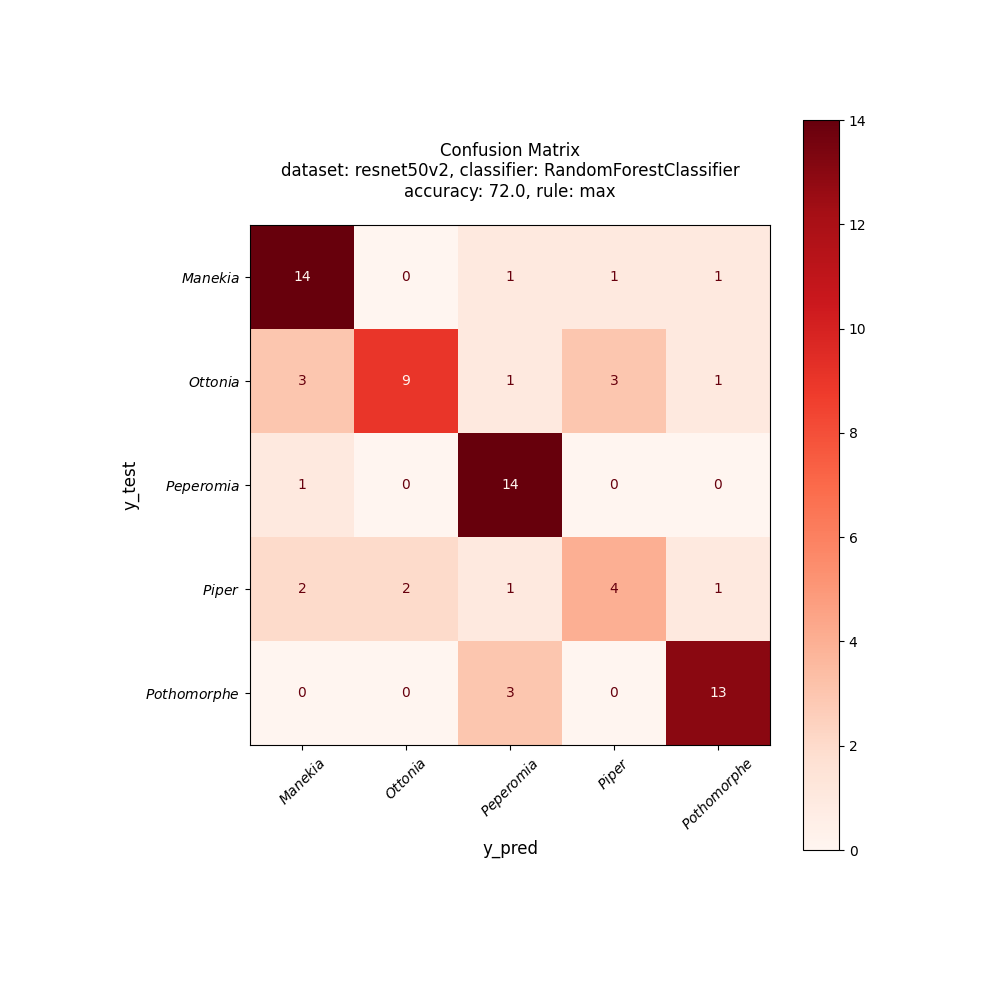 Confusion Matrix
dataset: resnet50v2, classifier: RandomForestClassifier
accuracy: 72.0, rule: max
14
12
10
8
6
4
2
0
y_test
Manekia 14 0 1 1 1
Ottonia 3 9 1 3 1
Peperomia 1 0 14 0 0
Piper 2 2 1 4 1
Pothomorphe 0 0 3 0 13
Manekia Ottonia Peperomia Piper Pothomorphe
y_pred